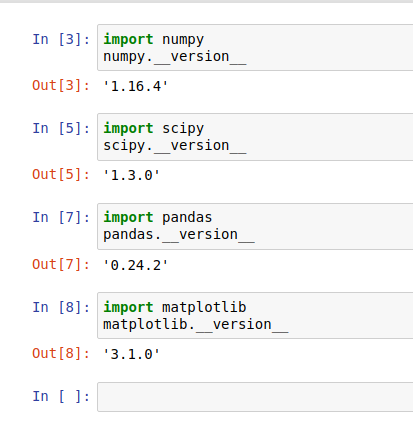 In [3]: import numpy
numpy.__version__
Out[3]: '1.16.4'
In [5]: import scipy
scipy.__version__
Out[5]: '1.3.0'
In [7]: import pandas
pandas.__version__
Out[7]: '0.24.2'
In [8]: import matplotlib
matplotlib.__version__
Out[8]: '3.1.0'
In [ ]: